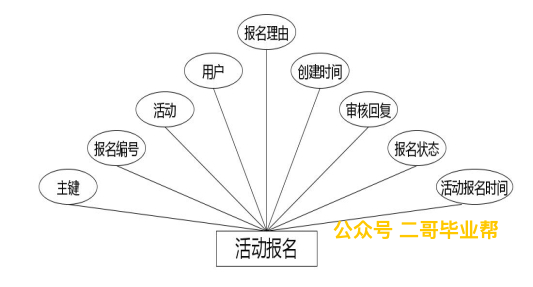 报名理由
用户
创建时间
活动
审核回复
报名编号
报名状态
主键
活动报名时间
公众号 二哥毕业帮
活动报名